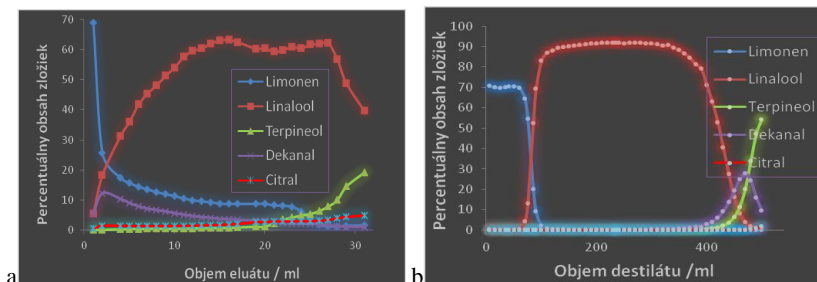 70
60
50
40
30
20
10
0
Percentuálny obsah zložiek
Limonen
Linalool
Terpineol
Dekanal
Citral
0
10
20
30
Objem eluátu / ml
a
100
90
80
70
60
50
40
30
20
10
0
Percentuálny obsah zložiek
Limonen
Linalool
Terpineol
Dekanal
Citral
0
200
400
Objem destilátu /ml
b